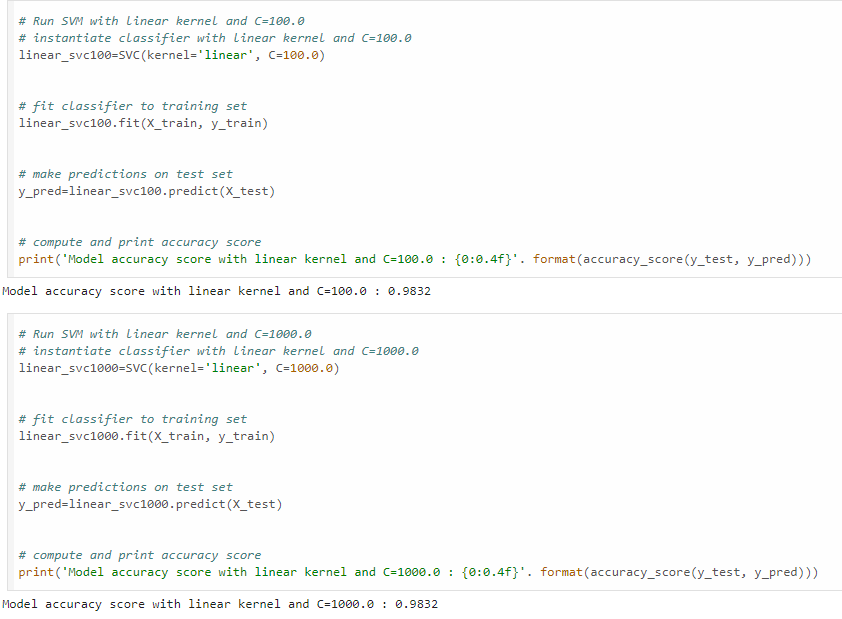 # Run SVM with linear kernel and C=100.0
# instantiate classifier with linear kernel and C=100.0
linear_svc100=SVC(kernel='linear', C=100.0)
# fit classifier to training set
linear_svc100.fit(X_train, y_train)
# make predictions on test set
y_pred=linear_svc100.predict(X_test)
# compute and print accuracy score
print('Model accuracy score with linear kernel and C=100.0 : {0:0.4f}'. format(accuracy_score(y_test, y_pred)))
Model accuracy score with linear kernel and C=100.0 : 0.9832
# Run SVM with linear kernel and C=1000.0
# instantiate classifier with linear kernel and C=1000.0
linear_svc1000=SVC(kernel='linear', C=1000.0)
# fit classifier to training set
linear_svc1000.fit(X_train, y_train)
# make predictions on test set
y_pred=linear_svc1000.predict(X_test)
# compute and print accuracy score
print('Model accuracy score with linear kernel and C=1000.0 : {0:0.4f}'. format(accuracy_score(y_test, y_pred)))
Model accuracy score with linear kernel and C=1000.0 : 0.9832